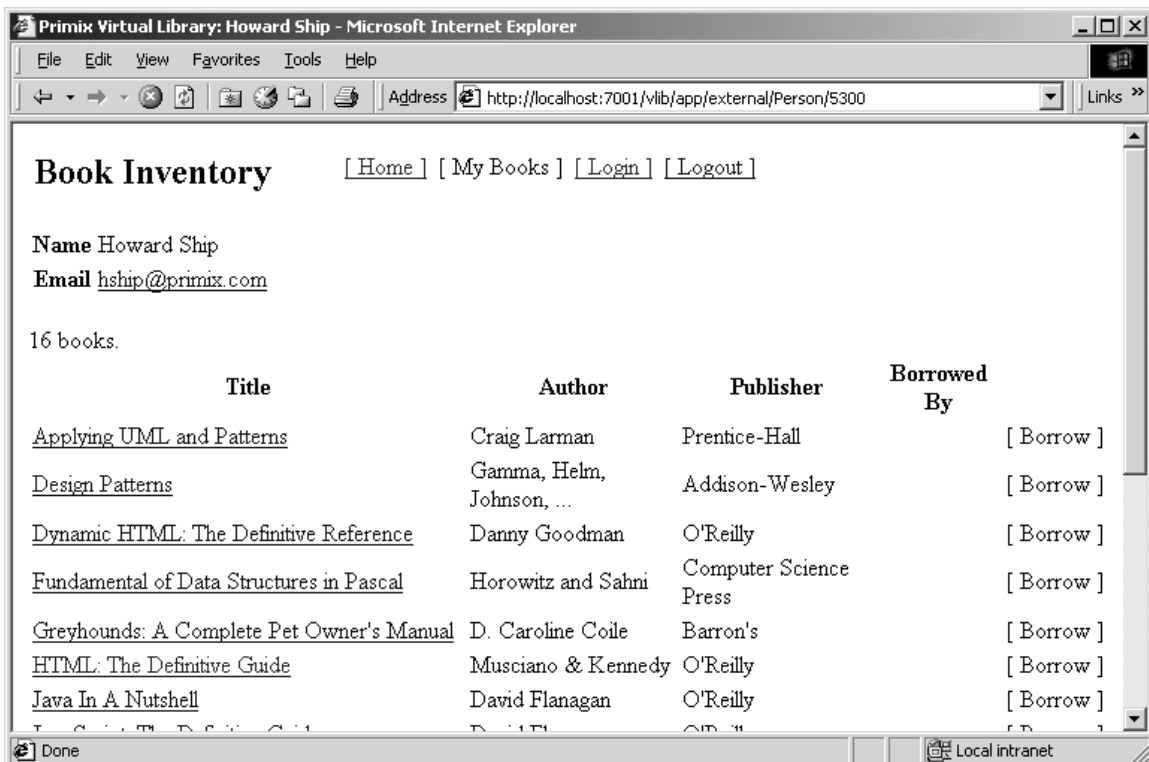 Primix Virtual Library: Howard Ship - Microsoft Internet Explorer
File Edit View Favorites Tools Help
Address http://localhost:7001/vlib/app/external/Person/5300 Links »
Book Inventory [ Home ] [ My Books ] [ Login ] [ Logout ]
Name Howard Ship
Email hship@primix.com
16 books.
Title Author Publisher Borrowed By
Applying UML and Patterns Craig Larman Prentice-Hall [ Borrow ]
Design Patterns Gamma, Helm, Johnson, ... Addison-Wesley [ Borrow ]
Dynamic HTML: The Definitive Reference Danny Goodman O'Reilly [ Borrow ]
Fundamental of Data Structures in Pascal Horowitz and Sahni Computer Science Press [ Borrow ]
Greyhounds: A Complete Pet Owner's Manual D. Caroline Coile Barron's [ Borrow ]
HTML: The Definitive Guide Musciano & Kennedy O'Reilly [ Borrow ]
Java In A Nutshell David Flanagan O'Reilly [ Borrow ]
Done Local intranet